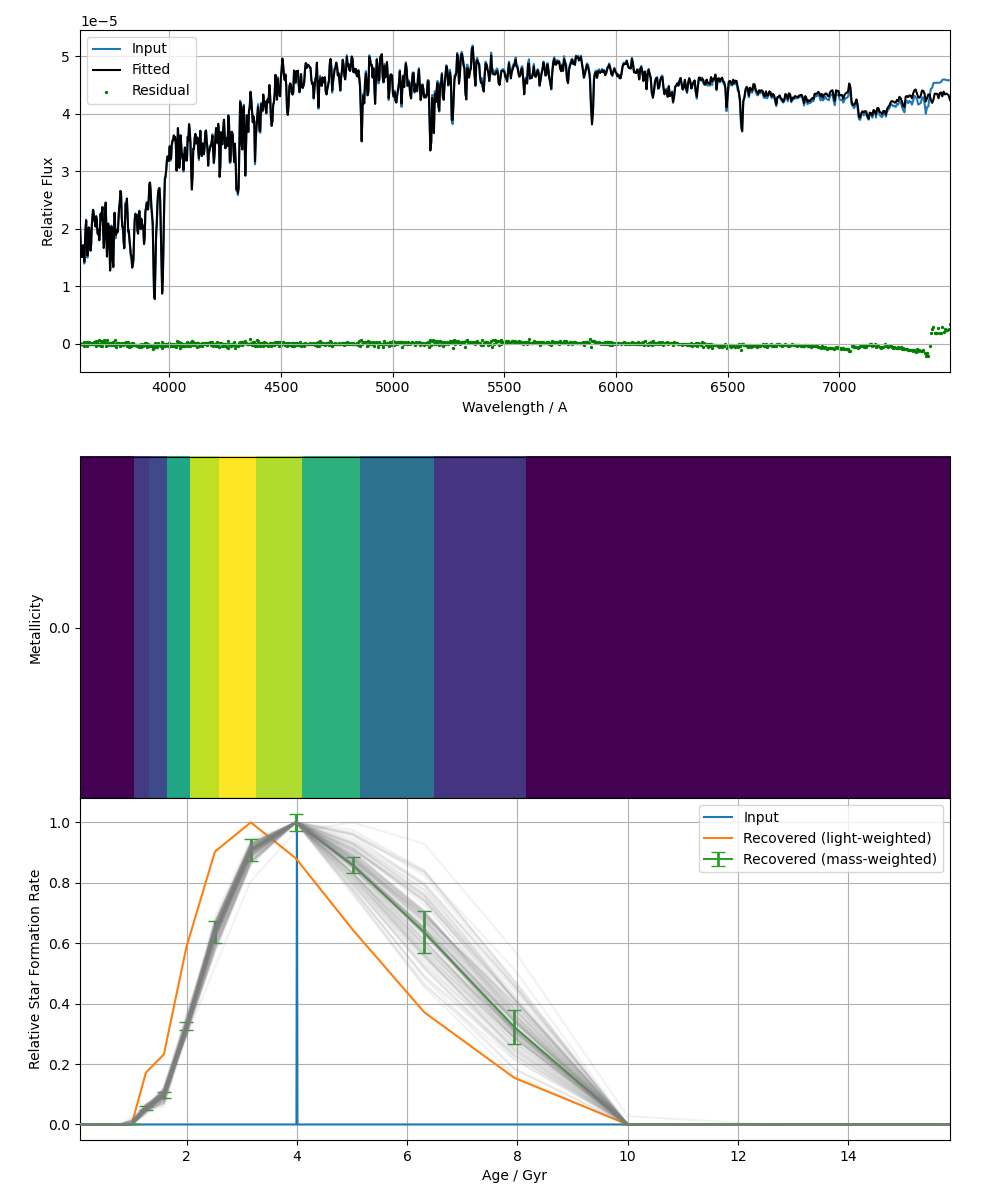 1e−5
Input
Fitted
Residual
5
4
3
2
1
0
Relative Flux
4000 4500 5000 5500 6000 6500 7000
Wavelength / A
0.0
Metallicity
Input
Recovered (light-weighted)
Recovered (mass-weighted)
1.0
0.8
0.6
0.4
0.2
0.0
Relative Star Formation Rate
2 4 6 8 10 12 14
Age / Gyr